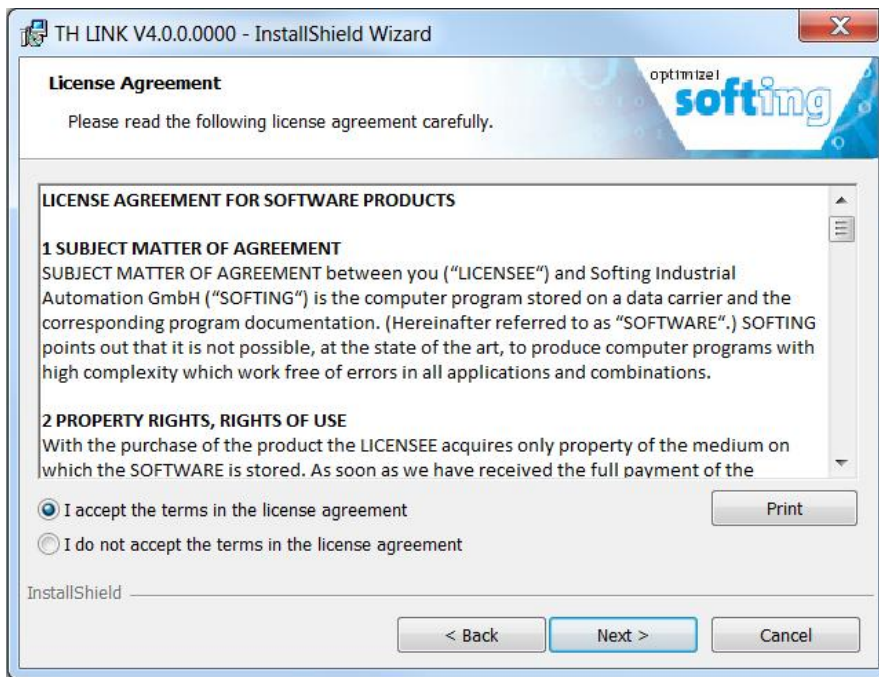 TH LINK V4.0.0.0000 - InstallShield Wizard
License Agreement
Please read the following license agreement carefully.
optimize!
softing
LICENSE AGREEMENT FOR SOFTWARE PRODUCTS
1 SUBJECT MATTER OF AGREEMENT
SUBJECT MATTER OF AGREEMENT between you (“LICENSEE“) and Softing Industrial
Automation GmbH (“SOFTING“) is the computer program stored on a data carrier and the
corresponding program documentation. (Hereinafter referred to as “SOFTWARE“.) SOFTING
points out that it is not possible, at the state of the art, to produce computer programs with
high complexity which work free of errors in all applications and combinations.
2 PROPERTY RIGHTS, RIGHTS OF USE
With the purchase of the product the LICENSEE acquires only property of the medium on
which the SOFTWARE is stored. As soon as we have received the full payment of the
I accept the terms in the license agreement
Print
I do not accept the terms in the license agreement
InstallShield
< Back
Next >
Cancel